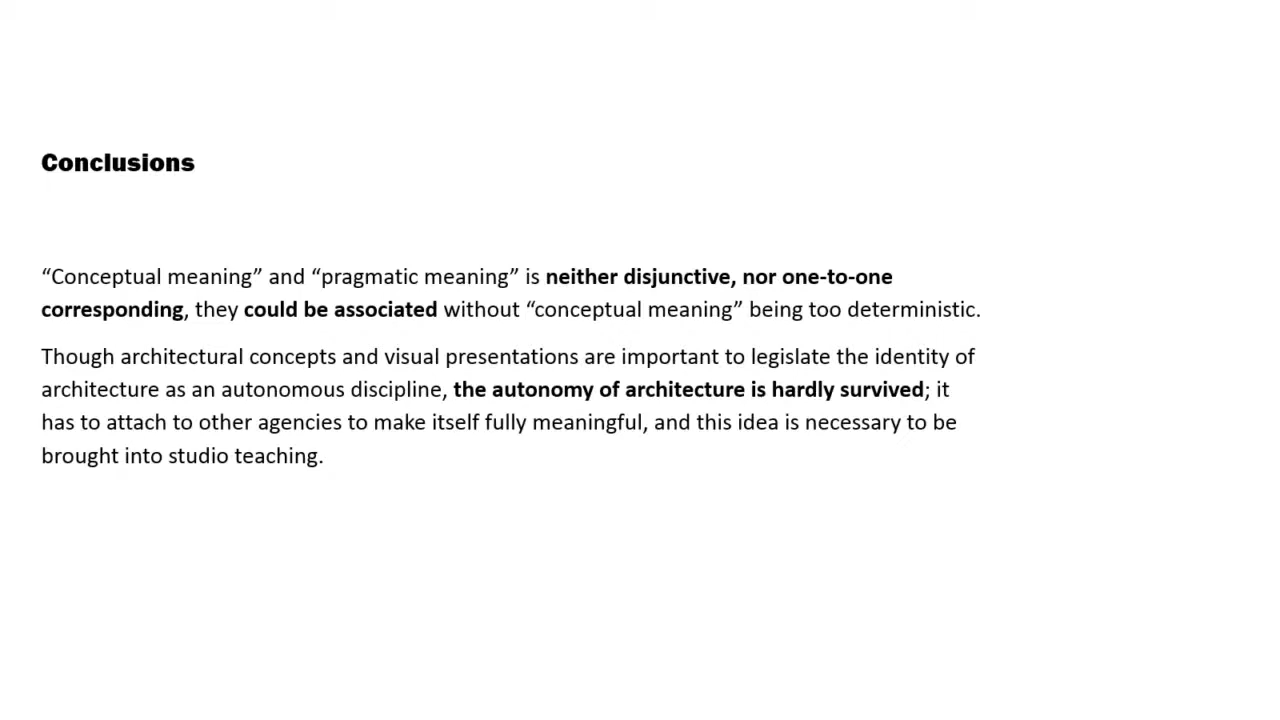 Conclusions
“Conceptual meaning” and “pragmatic meaning” is neither disjunctive, nor one-to-one
corresponding, they could be associated without “conceptual meaning” being too deterministic.
Though architectural concepts and visual presentations are important to legislate the identity of
architecture as an autonomous discipline, the autonomy of architecture is hardly survived; it
has to attach to other agencies to make itself fully meaningful, and this idea is necessary to be
brought into studio teaching.